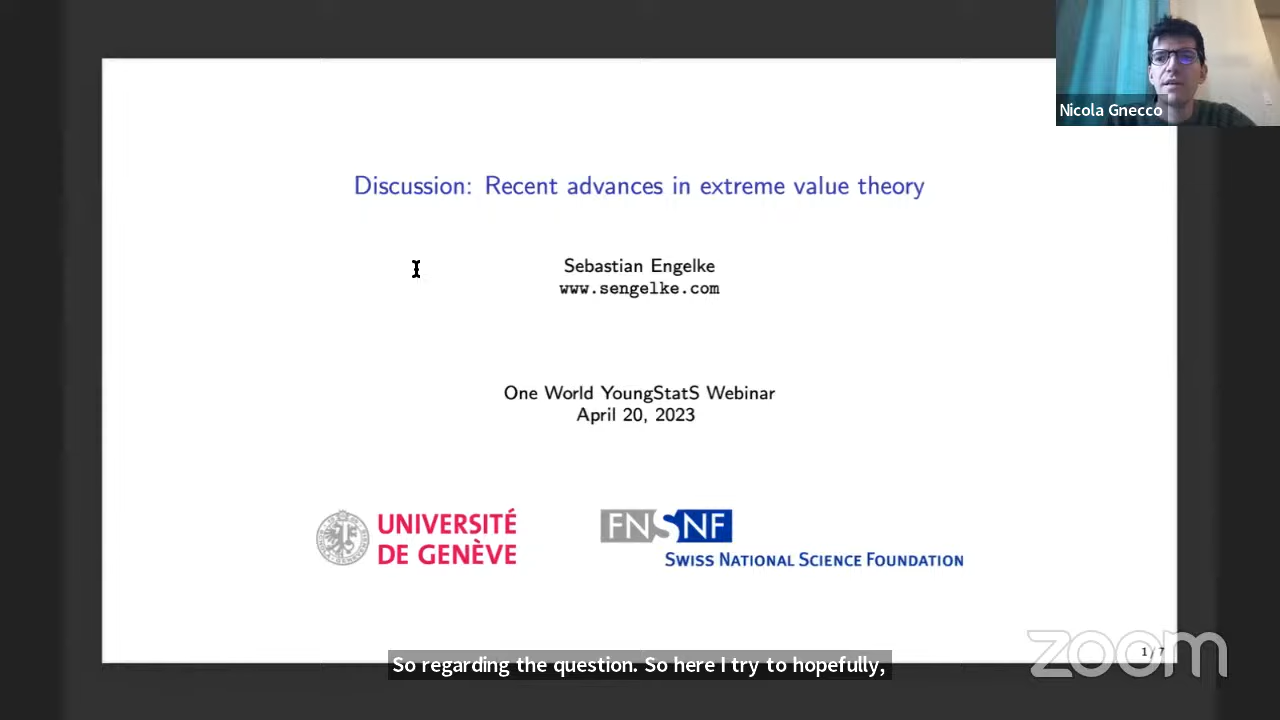 Nicola Gnecco
Discussion: Recent advances in extreme value theory
Sebastian Engelke
www.sengelke.com
One World YoungStatS Webinar
April 20, 2023
UNIVERSITÉ
DE GENÈVE
FNSNF
SWISS NATIONAL SCIENCE FOUNDATION
So regarding the question. So here I try to hopefully,
1/7
zoom